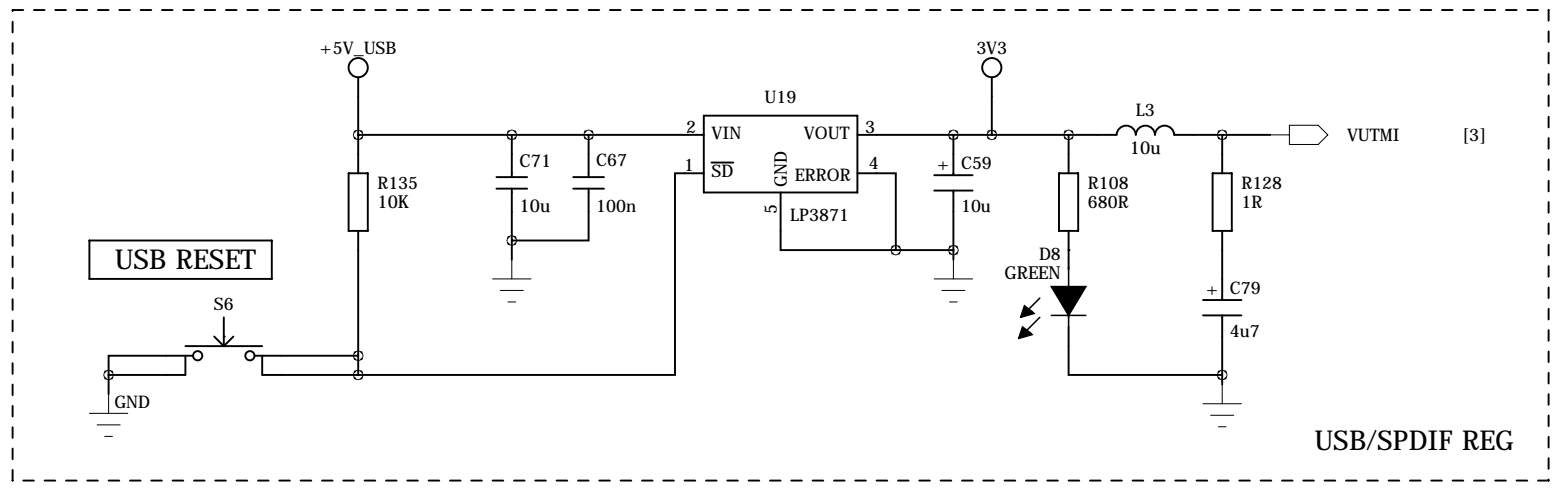 +5V_USB
3V3
U19
L3
2
VIN
VOUT
3
10u
VUTMI
[3]
1
SD
GND
ERROR
4
5
LP3871
C71
10u
C67
100n
+
C59
10u
R135
10K
R108
680R
R128
1R
USB RESET
D8
GREEN
+
C79
4u7
S6
GND
USB/SPDIF REG